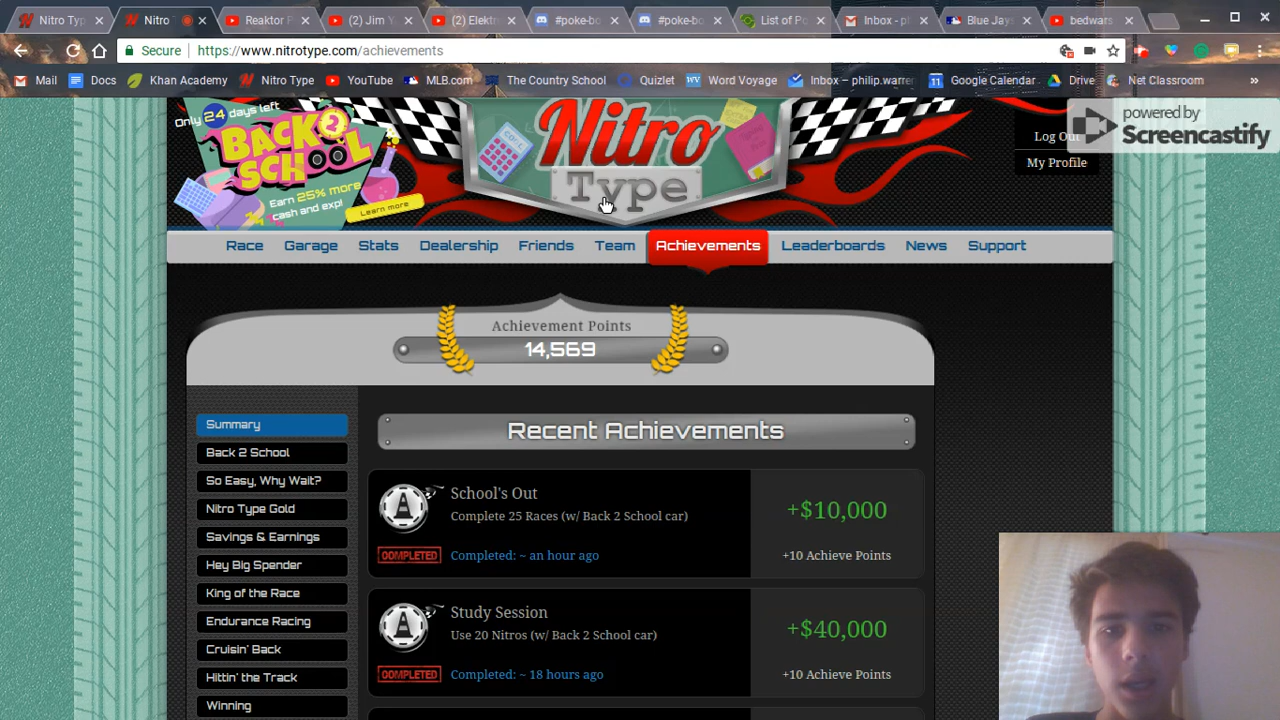 Nitro Typ
Nitro
Reaktor P
(2) Jim Y
(2) Elektr
#poke-bo
#poke-bo
List of Po
Inbox - ph
Blue Jays
bedwars
Secure
https://www.nitrotype.com/achievements
Mail
Docs
Khan Academy
Nitro Type
YouTube
MLB.com
The Country School
Quizlet
WV
Word Voyage
Inbox – philip.warre
11
Google Calendar
Drive
Net Classroom
»
Only 24 days left
BACK 2
SCHOOL
Earn 25% more
cash and exp!
Learn more
Nitro
Type
Log Out
My Profile
powered by
Screencastify
Race
Garage
Stats
Dealership
Friends
Team
Achievements
Leaderboards
News
Support
Achievement Points
14,569
Summary
Back 2 School
So Easy, Why Wait?
Nitro Type Gold
Savings & Earnings
Hey Big Spender
King of the Race
Endurance Racing
Cruisin' Back
Hittin' the Track
Winning
Recent Achievements
School's Out
Complete 25 Races (w/ Back 2 School car)
COMPLETED
Completed: ~ an hour ago
+$10,000
+10 Achieve Points
Study Session
Use 20 Nitros (w/ Back 2 School car)
COMPLETED
Completed: ~ 18 hours ago
+$40,000
+10 Achieve Points